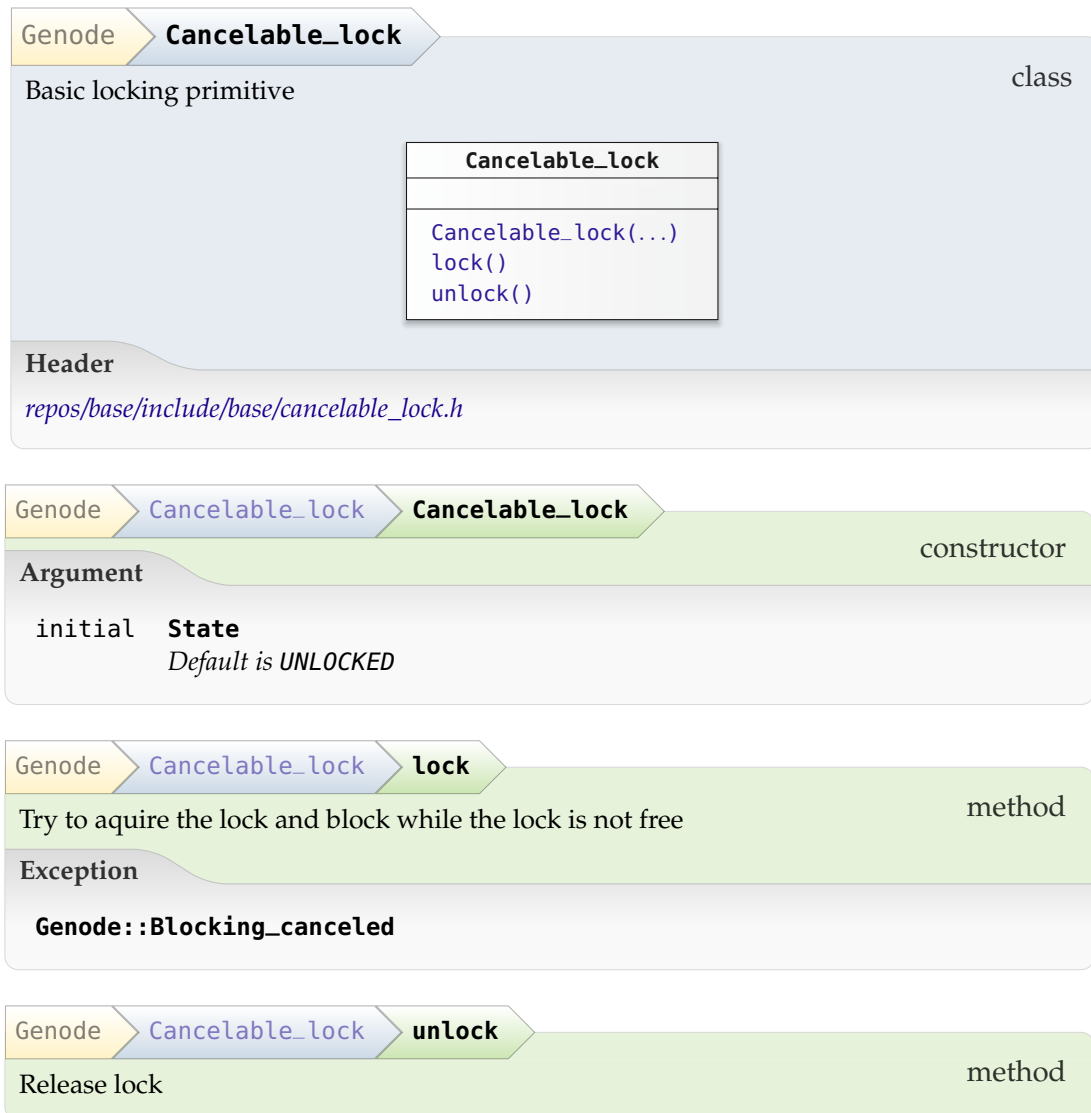 Genode Cancelable_lock
class
Basic locking primitive
Cancelable_lock
Cancelable_lock(...)
lock()
unlock()
Header
repos/base/include/base/cancelable_lock.h
Genode Cancelable_lock Cancelable_lock
constructor
Argument
initial State
Default is UNLOCKED
Genode Cancelable_lock lock
method
Try to aquire the lock and block while the lock is not free
Exception
Genode::Blocking_canceled
Genode Cancelable_lock unlock
method
Release lock